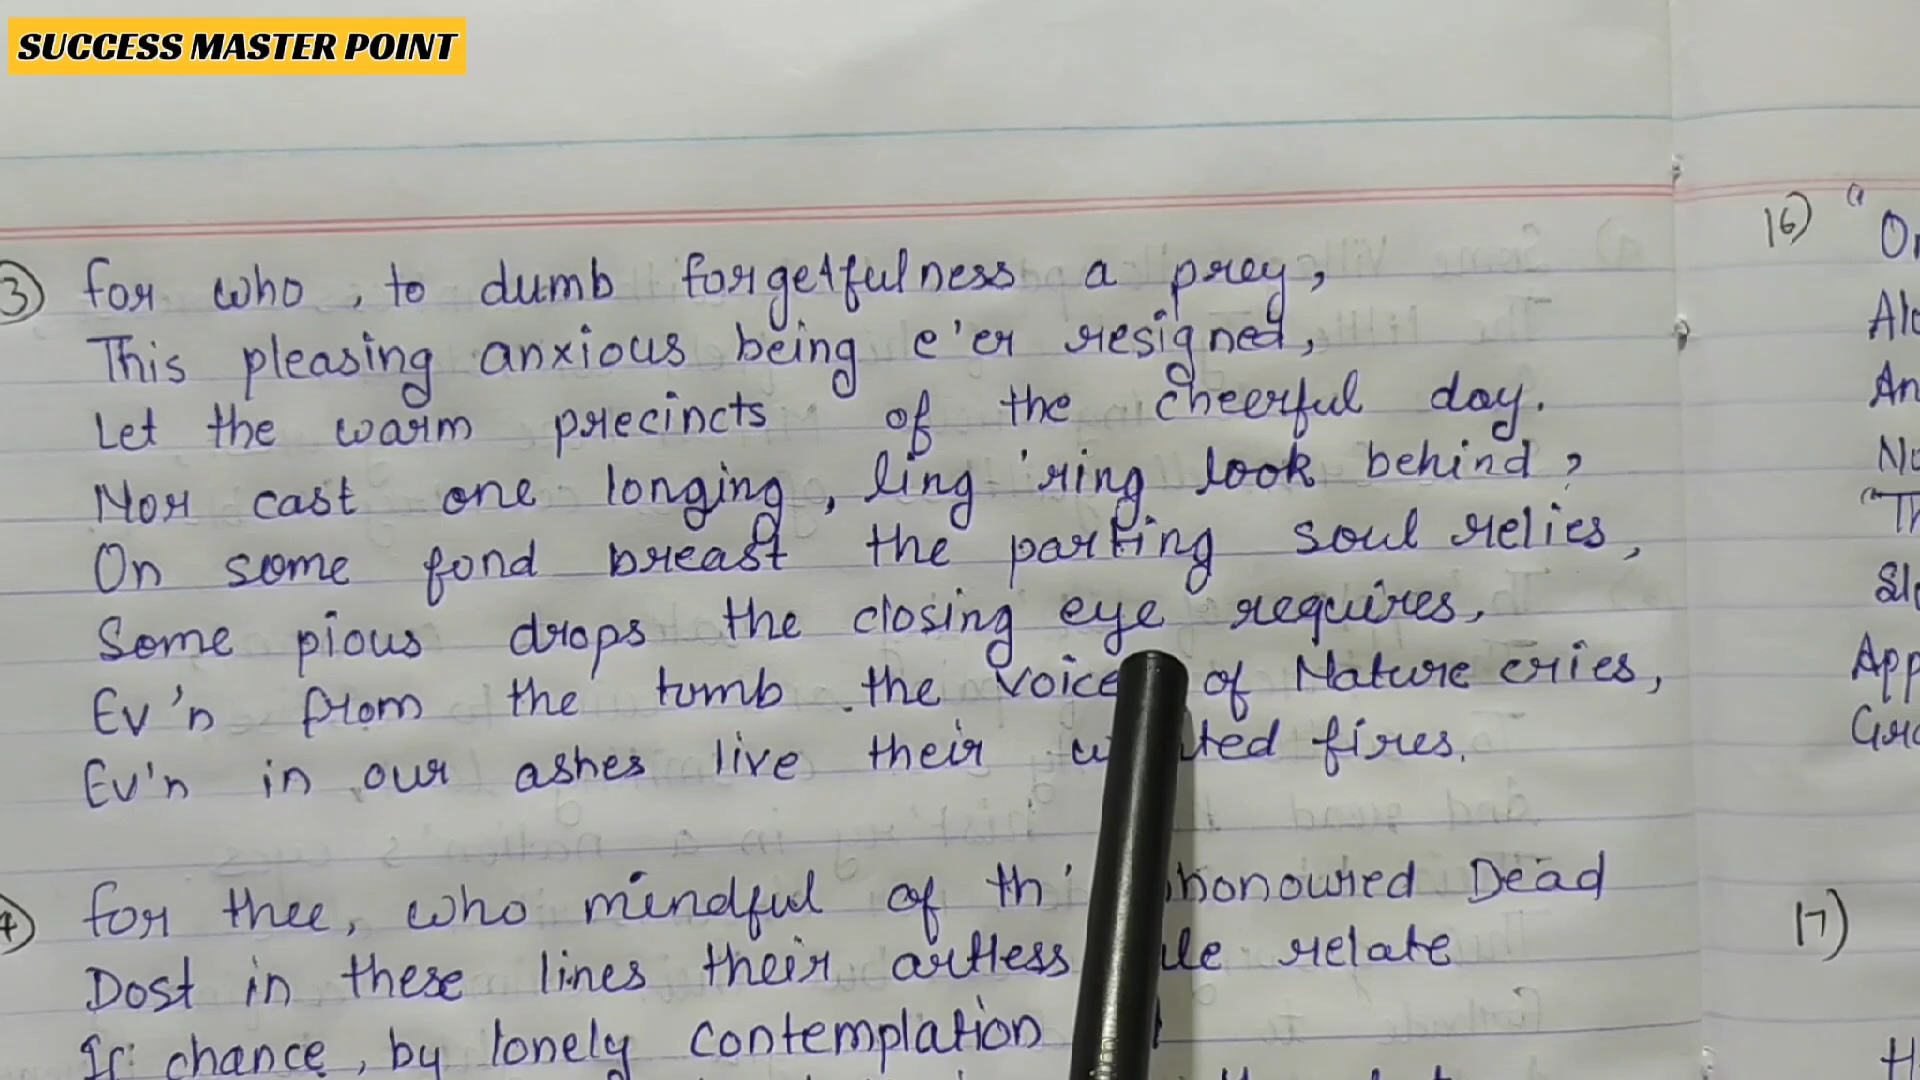 SUCCESS MASTER POINT
3) for who, to dumb forgetfulness a prey,
This pleasing anxious being e'er resigned,
Let the warm precincts of the cheerful day.
Nor cast one longing, ling'ring look behind?
On some fond breast the parting soul relies,
Some pious drops the closing eye requires,
Ev'n from the tomb the voice of Nature cries,
Ev'n in our ashes live their fires.
for thee, who mindful of th' Dead
Dost in these lines their artless relate
If chance, by lonely contemplation
16) "
17)